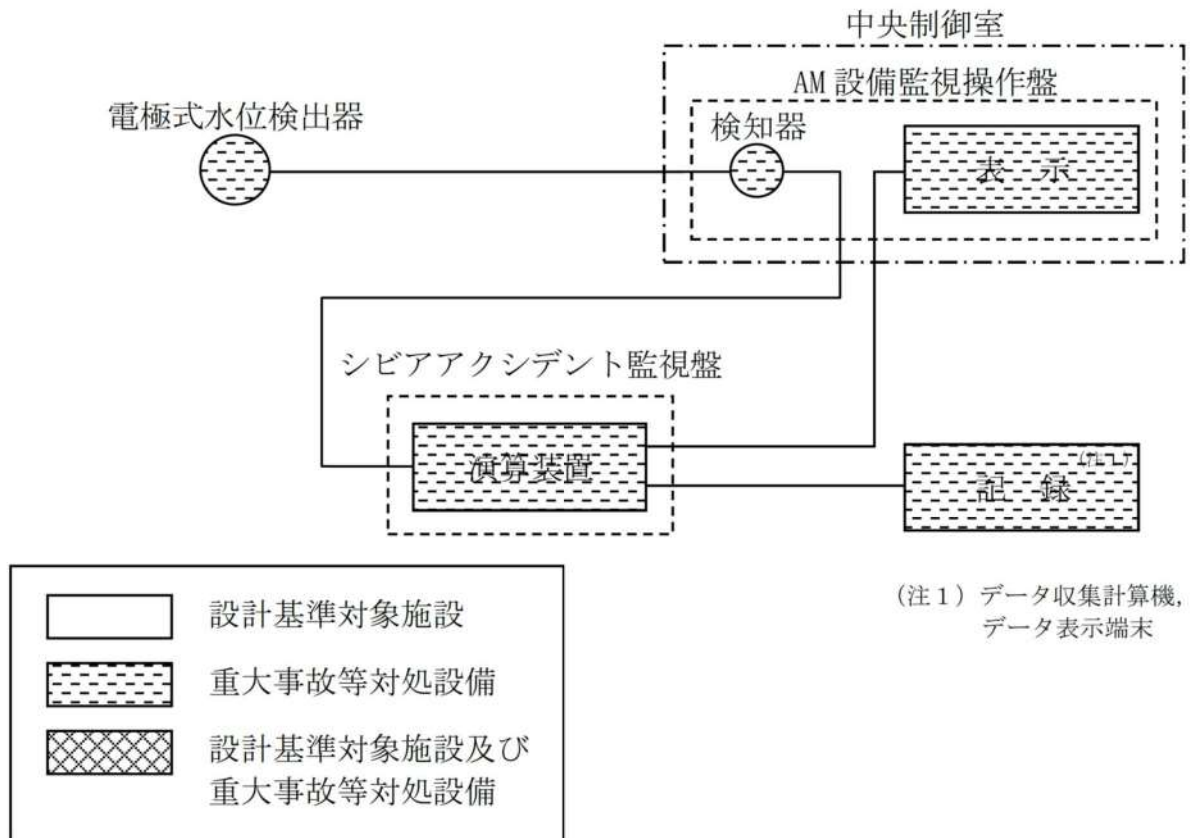 中央制御室
AM 設備監視操作盤
電極式水位検出器
検知器
表 示
シビアアクシデント監視盤
演算装置
記 録 (注1)
(注1) データ収集計算機,
データ表示端末
設計基準対象施設
重大事故等対処設備
設計基準対象施設及び
重大事故等対処設備